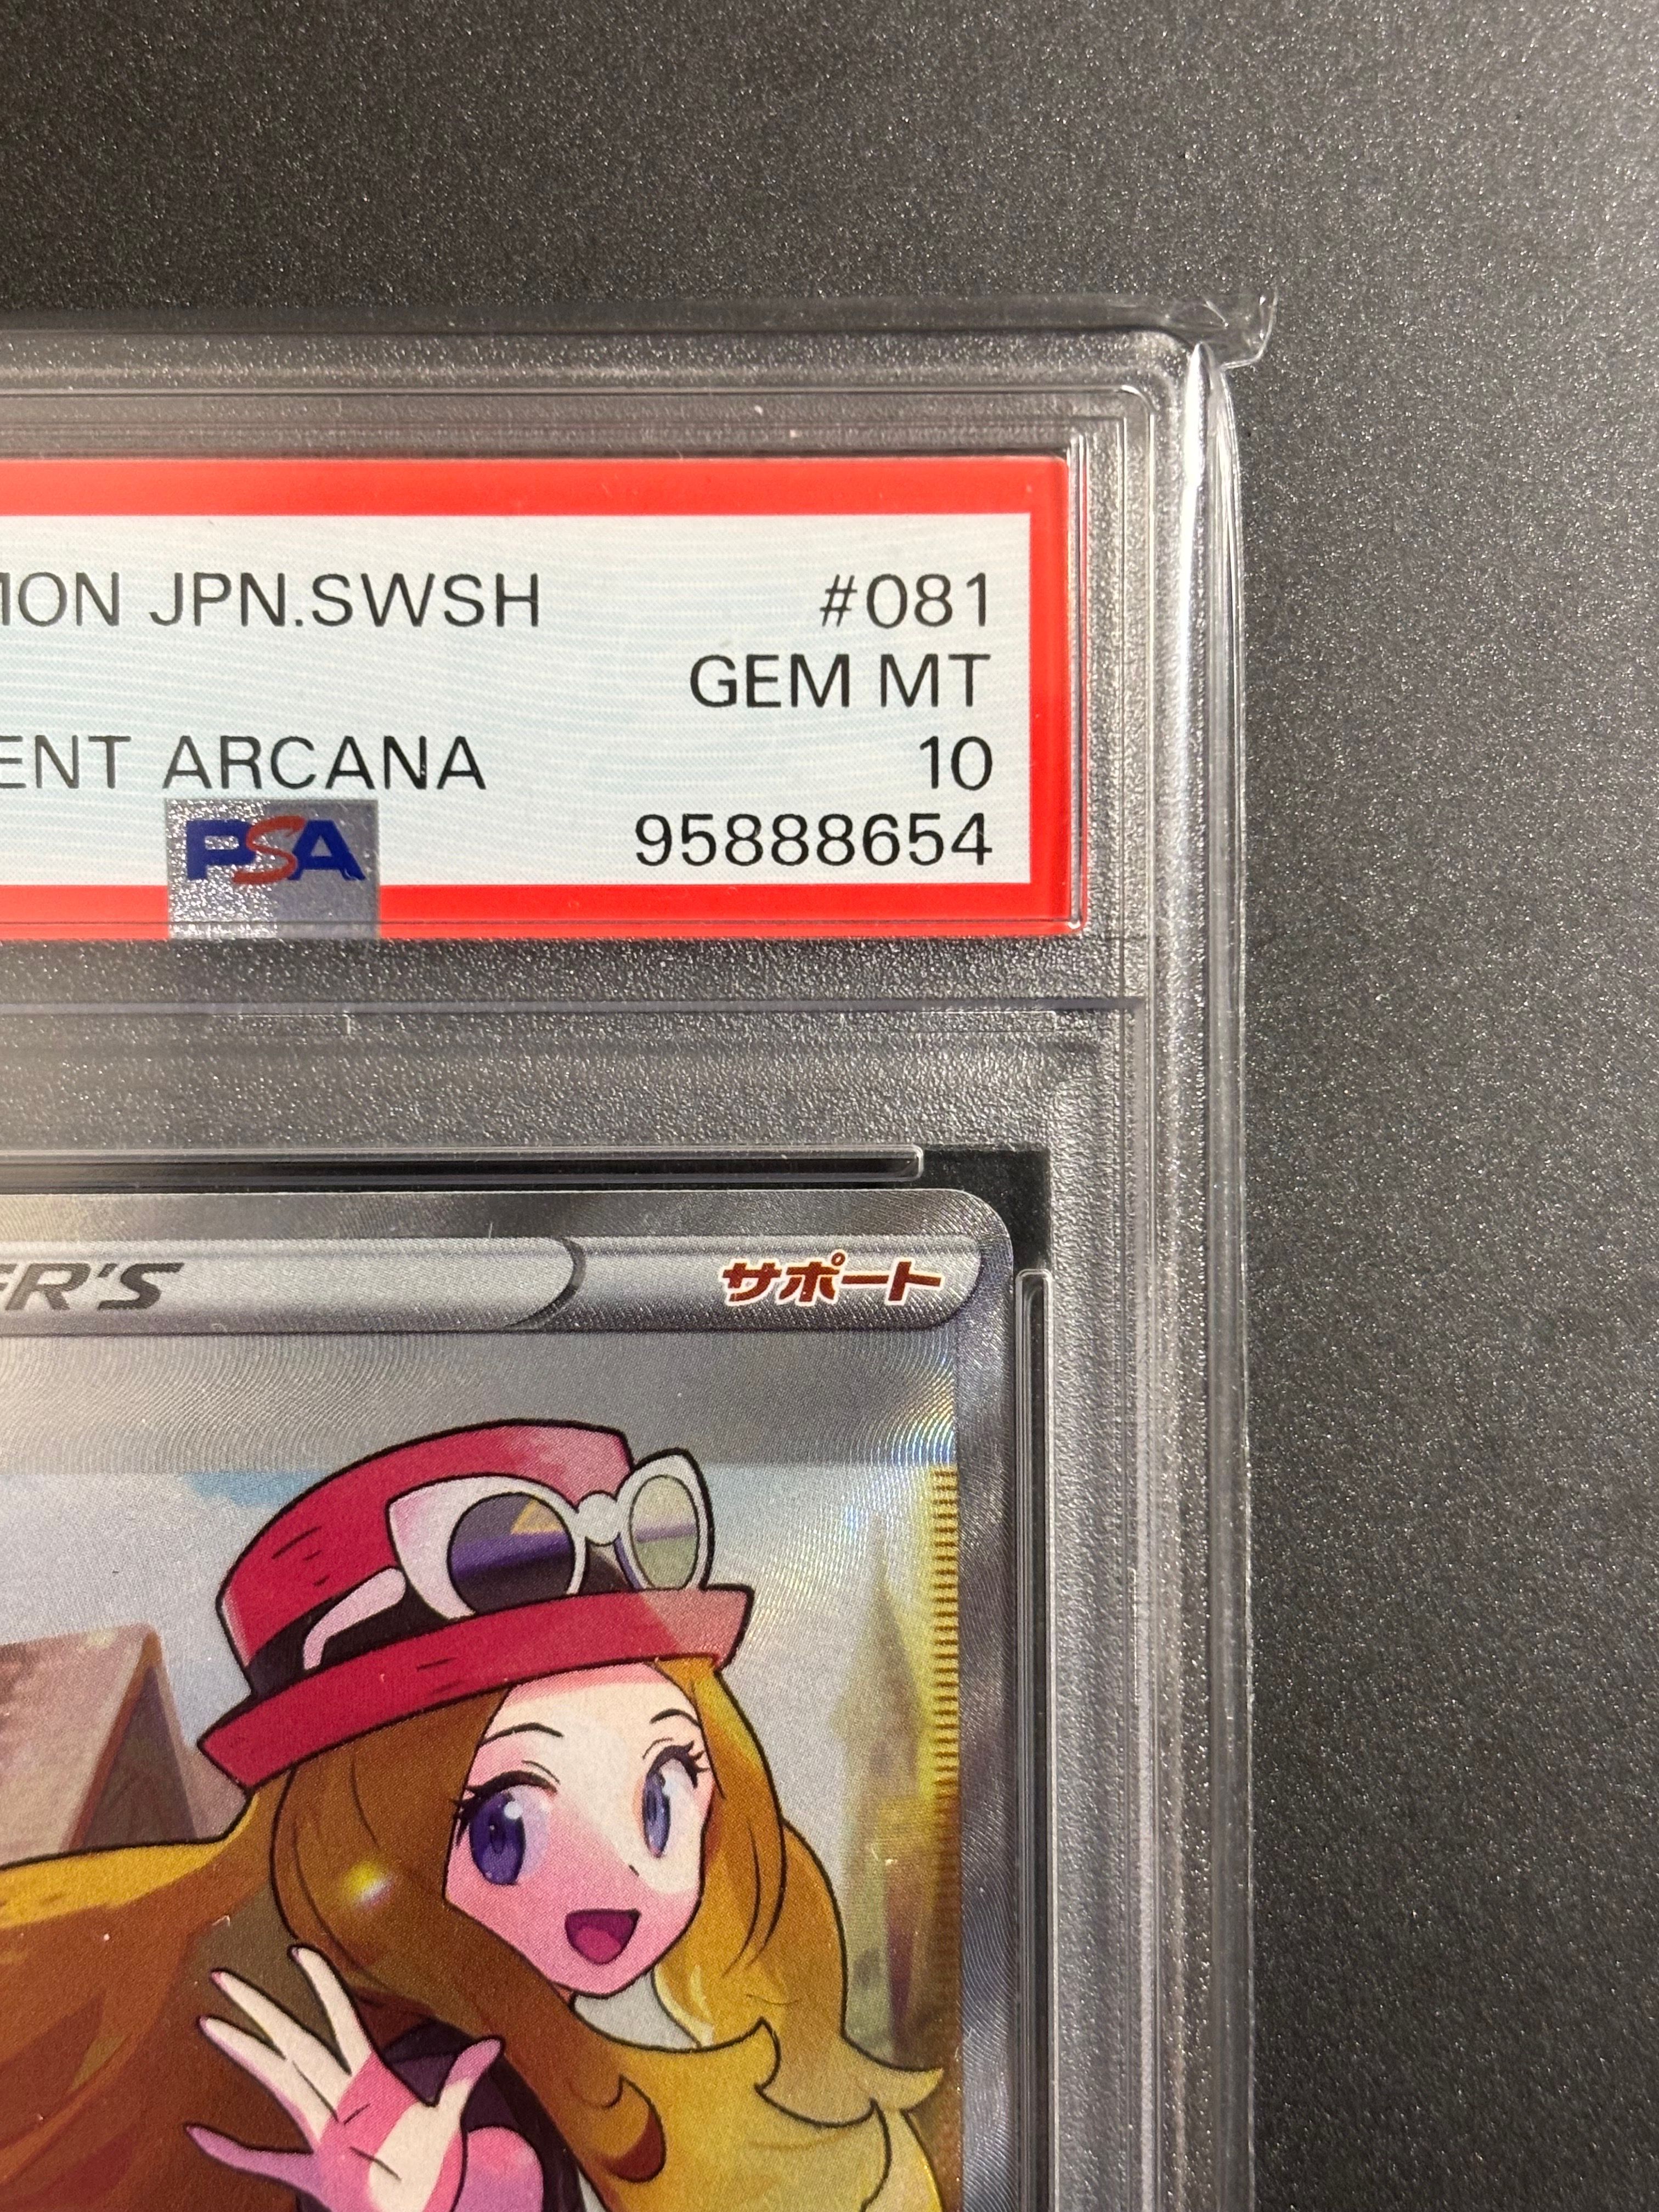 MON JPN.SWSH #081
GEM MT
ENT ARCANA 10
PSA 95888654
ER'S サポート